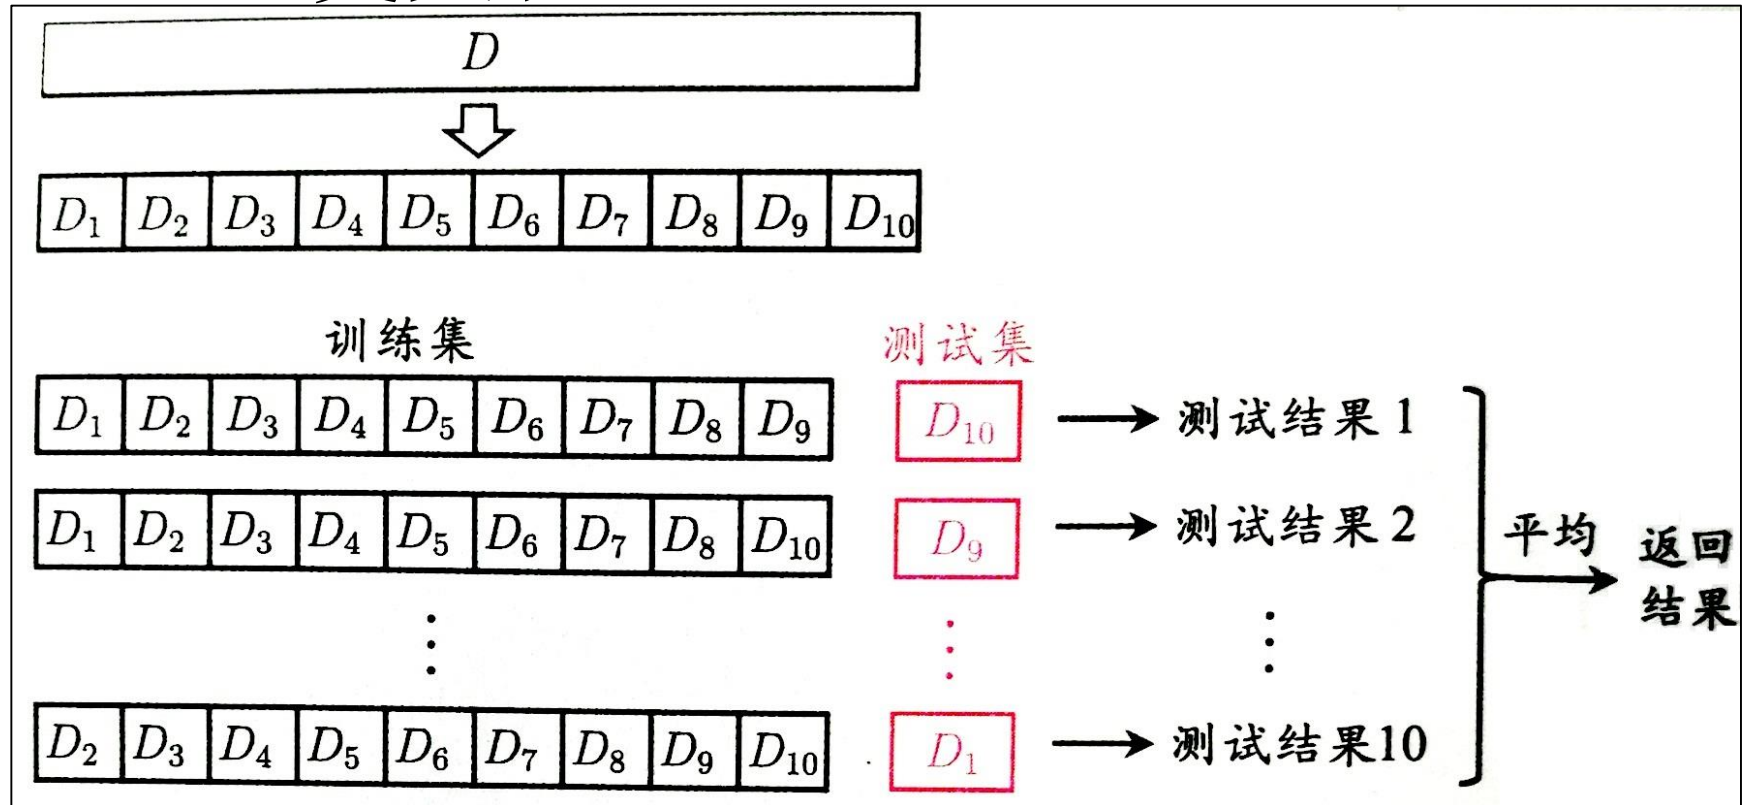 D
D₁ D₂ D₃ D₄ D₅ D₆ D₇ D₈ D₉ D₁₀
训练集 测试集
D₁ D₂ D₃ D₄ D₅ D₆ D₇ D₈ D₉ D₁₀ 测试结果 1
D₁ D₂ D₃ D₄ D₅ D₆ D₇ D₈ D₁₀ D₉ 测试结果 2
平均 返回
结果
D₂ D₃ D₄ D₅ D₆ D₇ D₈ D₉ D₁₀ D₁ 测试结果10